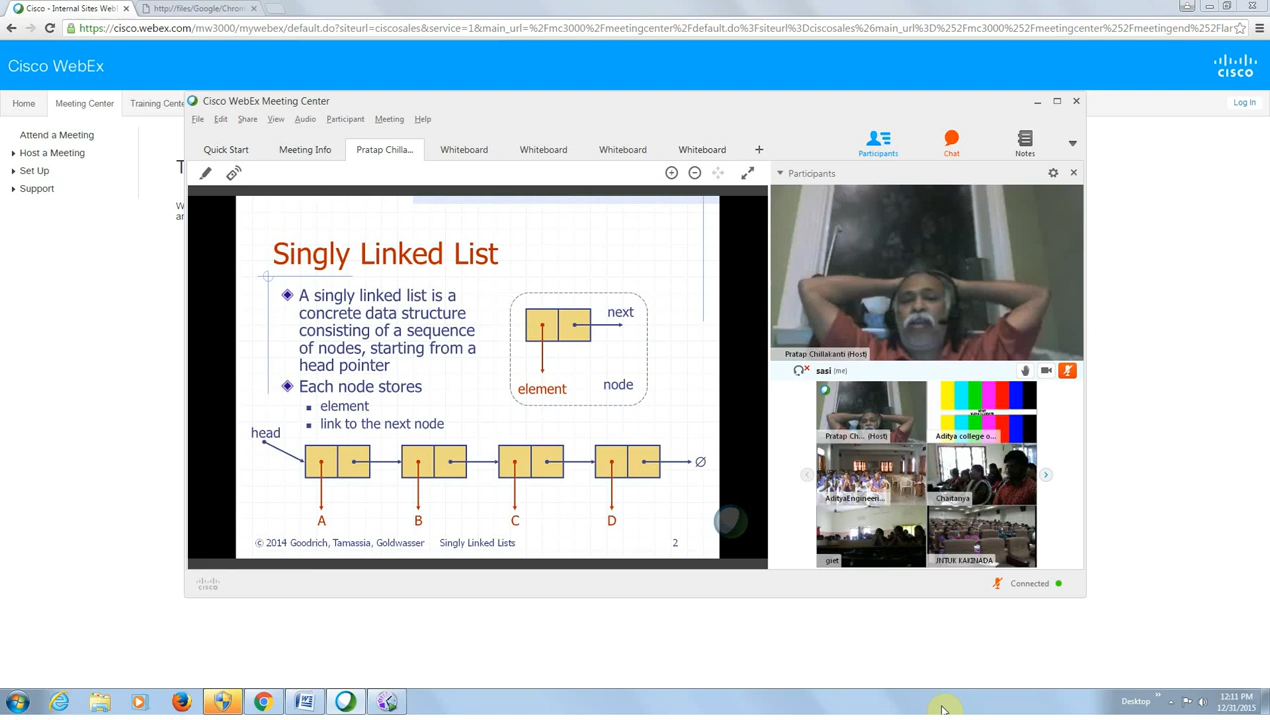 Cisco - Internal Sites Web
http://files/Google/Chrom
https://cisco.webex.com/mw3000/mywebex/default.do?siteurl=ciscosales&service=1&main_url=%2Fmc3000%2Fmeetingcenter%2Fdefault.do%3Fsiteurl%3Dciscosales%26main_url%3D%252Fmc3000%252Fmeetingcenter%252Fmeetingend%252Flar
Cisco WebEx
CISCO
Home
Meeting Center
Training Cente
Log In
Attend a Meeting
Host a Meeting
Set Up
Support
T
W
ar
Cisco WebEx Meeting Center
File Edit Share View Audio Participant Meeting Help
Quick Start
Meeting Info
Pratap Chilla...
Whiteboard
Whiteboard
Whiteboard
Whiteboard
Participants
Chat
Notes
Singly Linked List
A singly linked list is a
concrete data structure
consisting of a sequence
of nodes, starting from a
head pointer
Each node stores
element
link to the next node
next
element
node
head
∅
A B C D
© 2014 Goodrich, Tamassia, Goldwasser
Singly Linked Lists
2
Participants
Pratap Chillakanti (Host)
sasi (me)
Pratap Ch... (Host)
Aditya college o...
AdityaEngineeri...
Chaitanya
giet
JNTUK KAKINADA
cisco
Connected
Desktop
12:11 PM
12/31/2015